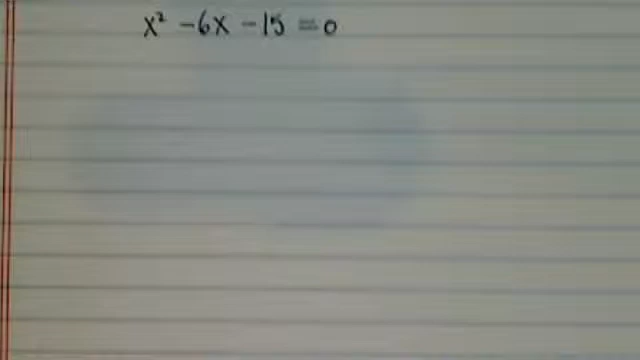 x² - 6x - 15 = 0